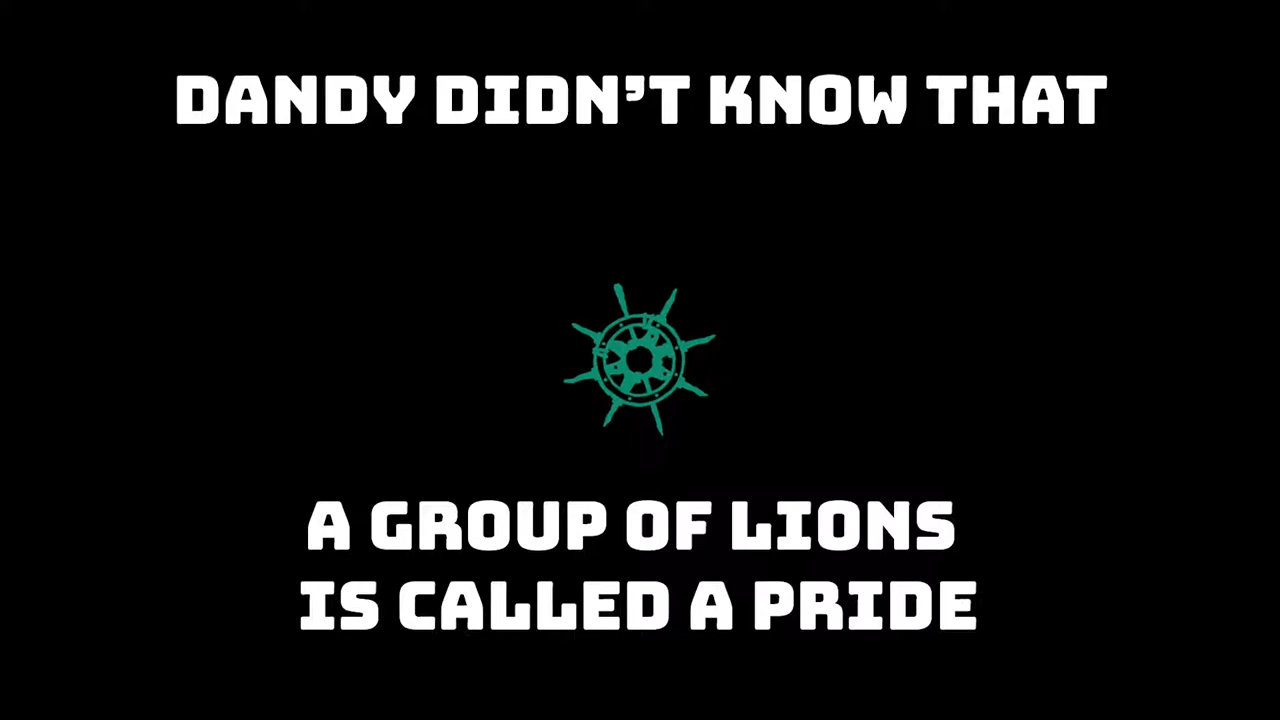 DANDY DIDN'T KNOW THAT
A GROUP OF LIONS
IS CALLED A PRIDE